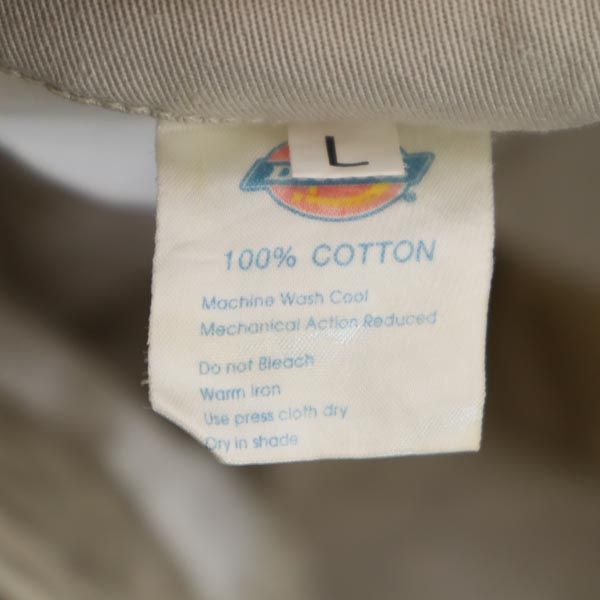 L
100% COTTON
Machine Wash Cool
Mechanical Action Reduced
Do not Bleach
Warm Iron
Use press cloth dry
Dry in shade